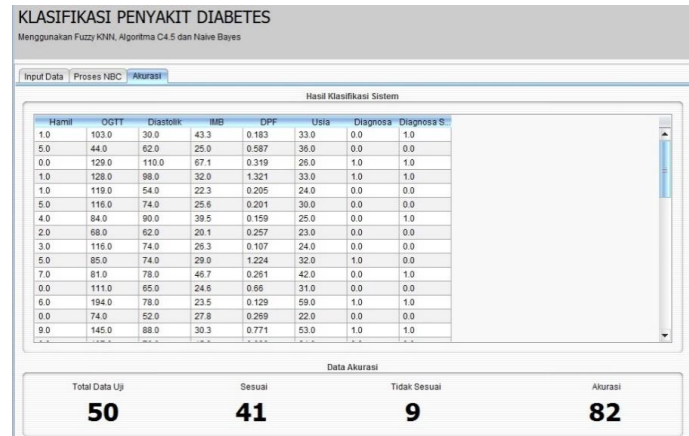 KLASIFIKASI PENYAKIT DIABETES
Menggunakan Fuzzy KNN, Algoritma C4.5 dan Naive Bayes
Input Data Proses NBC Akurasi
Hasil Klasifikasi Sistem
Hamil OGTT Diastolik IMB DPF Usia Diagnosa Diagnosa S...
1.0 103.0 30.0 43.3 0.183 33.0 0.0 1.0
5.0 44.0 62.0 25.0 0.587 36.0 0.0 0.0
0.0 129.0 110.0 67.1 0.319 26.0 1.0 1.0
1.0 128.0 98.0 32.0 1.321 33.0 1.0 1.0
1.0 119.0 54.0 22.3 0.205 24.0 0.0 0.0
5.0 116.0 74.0 25.6 0.201 30.0 0.0 0.0
4.0 84.0 90.0 39.5 0.159 25.0 0.0 1.0
2.0 68.0 62.0 20.1 0.257 23.0 0.0 0.0
3.0 116.0 74.0 26.3 0.107 24.0 0.0 0.0
5.0 85.0 74.0 29.0 1.224 32.0 1.0 0.0
7.0 81.0 78.0 46.7 0.261 42.0 0.0 1.0
0.0 111.0 65.0 24.6 0.66 31.0 0.0 0.0
6.0 194.0 78.0 23.5 0.129 59.0 1.0 1.0
0.0 74.0 52.0 27.8 0.269 22.0 0.0 0.0
9.0 145.0 88.0 30.3 0.771 53.0 1.0 1.0
Data Akurasi
Total Data Uji Sesuai Tidak Sesuai Akurasi
50 41 9 82